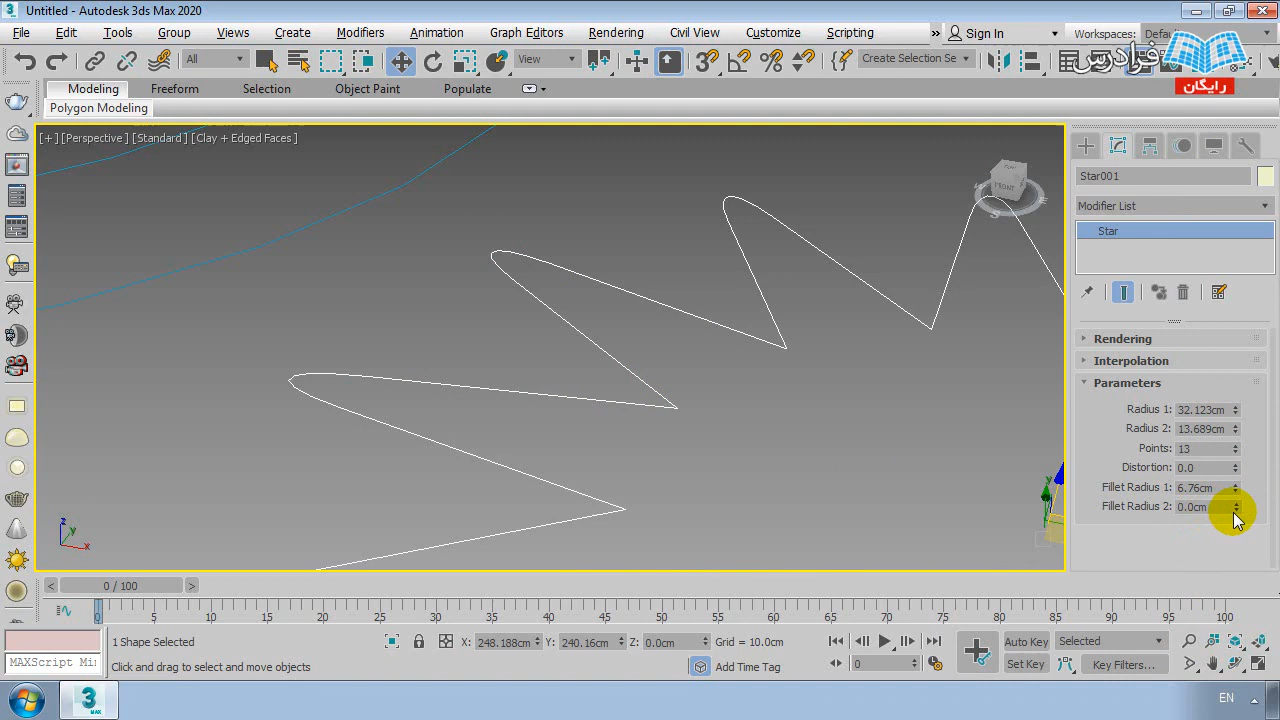 Untitled - Autodesk 3ds Max 2020
File Edit Tools Group Views Create Modifiers Animation Graph Editors Rendering Civil View Customize Scripting » Sign In Workspaces:
فرادرس
رایگان
All View Create Selection Se
Modeling Freeform Selection Object Paint Populate
Polygon Modeling
[+] [Perspective ] [Standard ] [Clay + Edged Faces ]
FRONT
Star001
Modifier List
Star
Rendering
Interpolation
Parameters
Radius 1: 32.123cm
Radius 2: 13.689cm
Points: 13
Distortion: 0.0
Fillet Radius 1: 6.76cm
Fillet Radius 2: 0.0cm
z y x
y
< 0 / 100 >
0 5 10 15 20 25 30 35 40 45 50 55 60 65 70 75 80 85 90 95 100
1 Shape Selected X: 248.188cm Y: 240.16cm Z: 0.0cm Grid = 10.0cm Auto Key Selected
MAXScript Mi
Click and drag to select and move objects Add Time Tag 0 Set Key Key Filters...
3 MAX EN